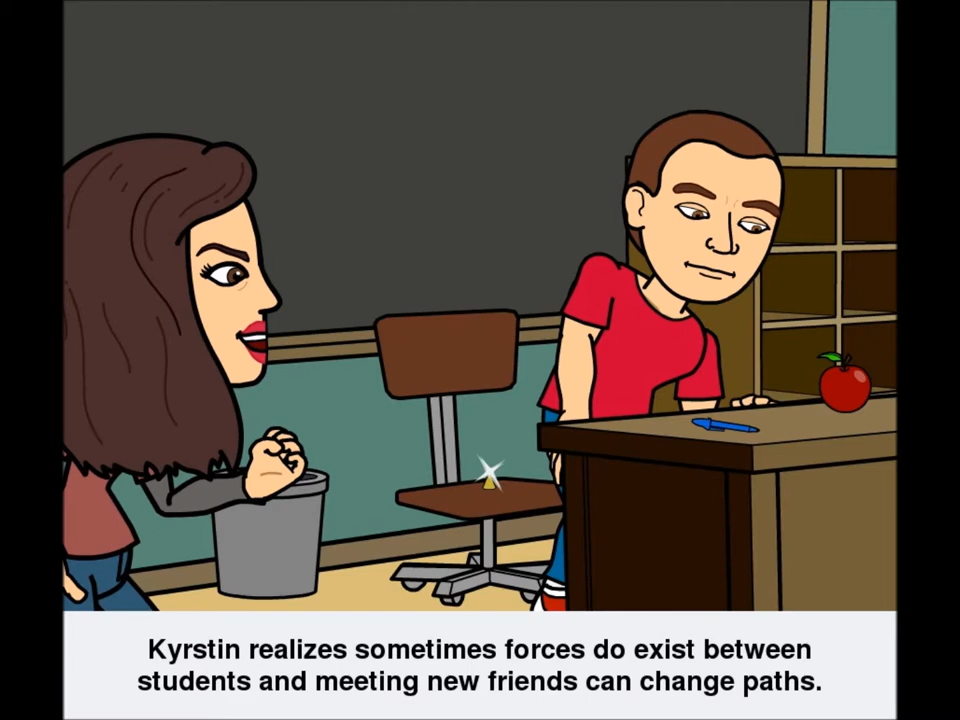 Kyrstin realizes sometimes forces do exist between
students and meeting new friends can change paths.